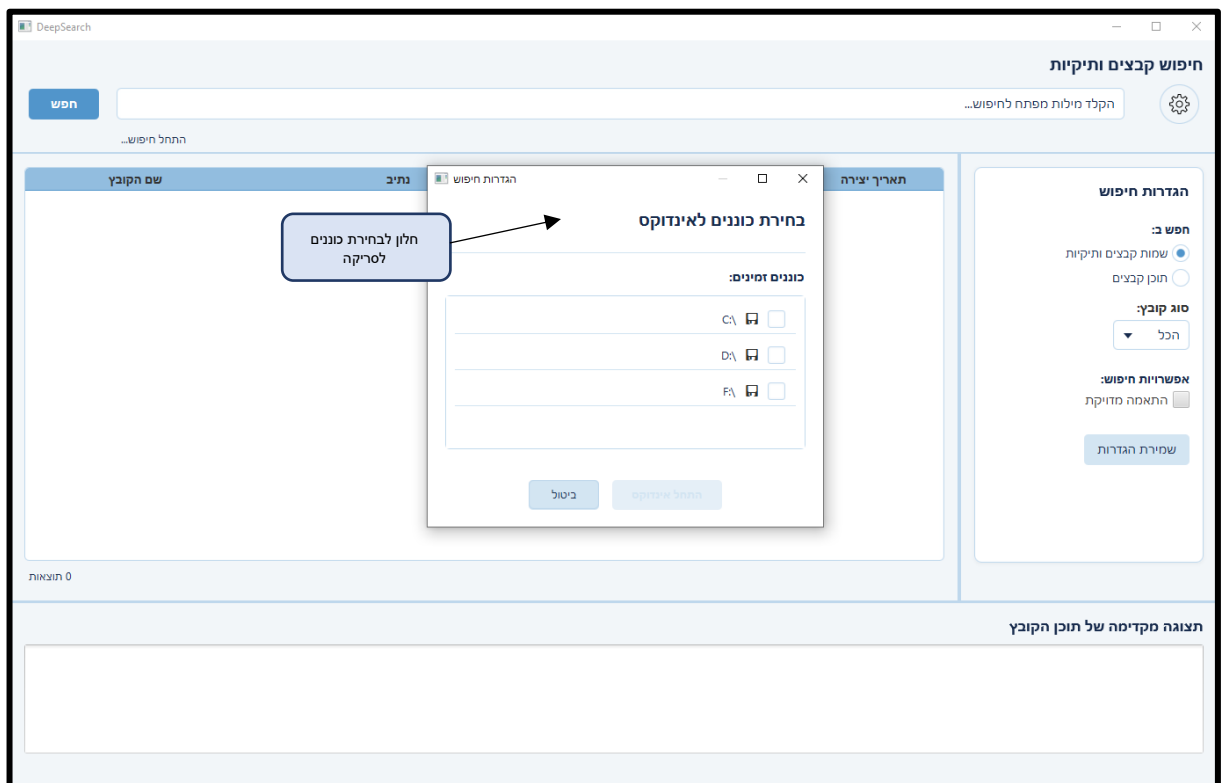 DeepSearch
חיפוש קבצים ותיקיות
הקלד מילות מפתח לחיפוש...
חפש
התחל חיפוש...
הגדרות חיפוש
חפש ב:
שמות קבצים ותיקיות
תוכן קבצים
סוג קובץ:
הכל
אפשרויות חיפוש:
התאמה מדויקת
שמירת הגדרות
תאריך יצירה
נתיב
שם הקובץ
הגדרות חיפוש
בחירת כוננים לאינדוקס
כוננים זמינים:
C:\
D:\
F:\
התחל אינדוקס
ביטול
חלון לבחירת כוננים
לסריקה
0 תוצאות
תצוגה מקדימה של תוכן הקובץ